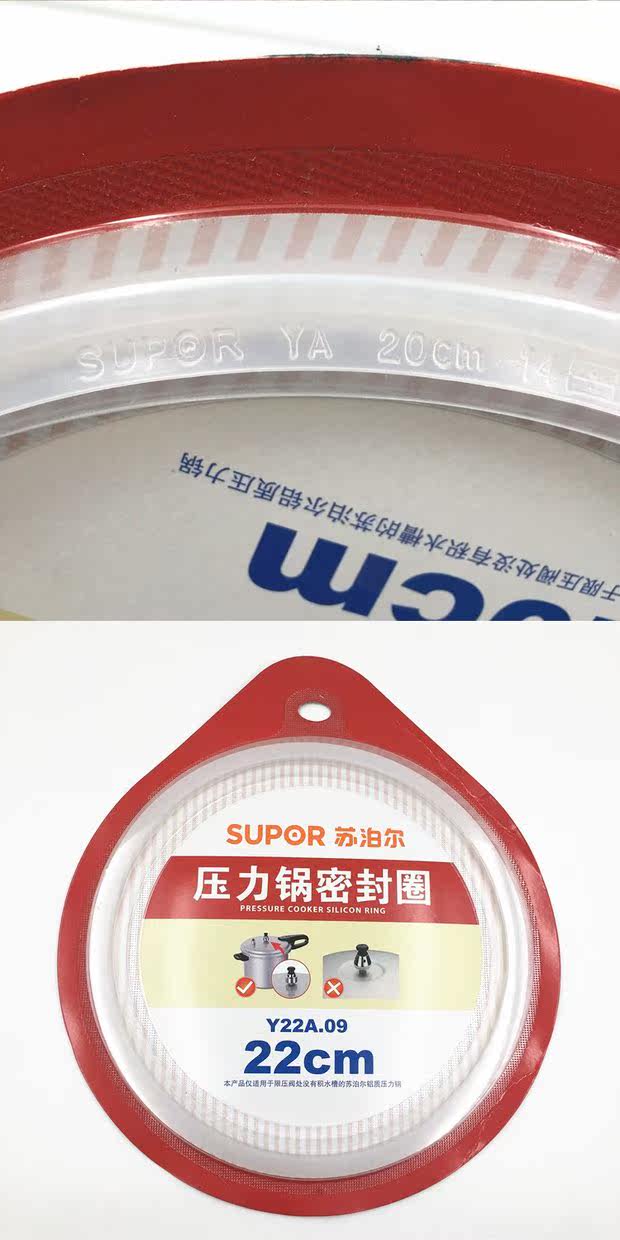 SUPOR YA 20cm 14
于限压阀处没有积水槽的苏泊尔铝质压力锅
cm
SUPOR 苏泊尔
压力锅密封圈
PRESSURE COOKER SILICON RING
Y22A.09
22cm
本产品仅适用于限压阀处没有积水槽的苏泊尔铝质压力锅